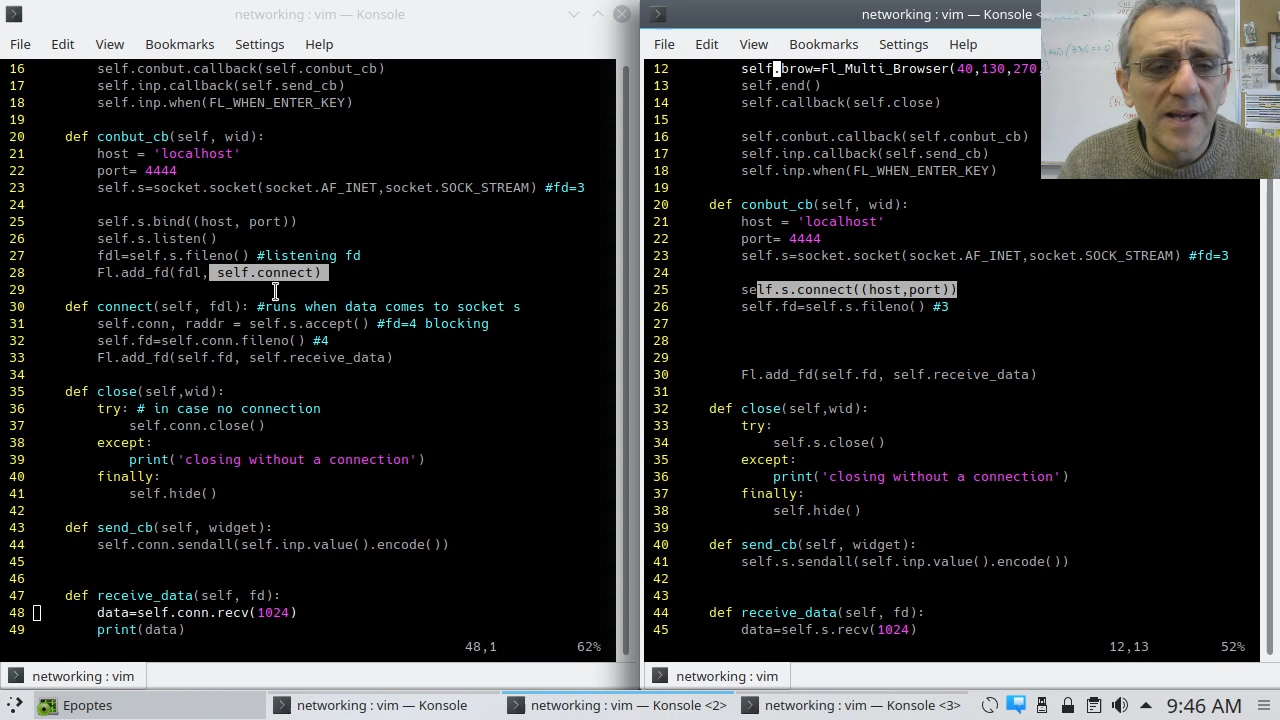 networking : vim — Konsole
File Edit View Bookmarks Settings Help
16 self.conbut.callback(self.conbut_cb)
17 self.inp.callback(self.send_cb)
18 self.inp.when(FL_WHEN_ENTER_KEY)
19
20 def conbut_cb(self, wid):
21 host = 'localhost'
22 port= 4444
23 self.s=socket.socket(socket.AF_INET,socket.SOCK_STREAM) #fd=3
24
25 self.s.bind((host, port))
26 self.s.listen()
27 fdl=self.s.fileno() #listening fd
28 Fl.add_fd(fdl, self.connect)
29
30 def connect(self, fdl): #runs when data comes to socket s
31 self.conn, raddr = self.s.accept() #fd=4 blocking
32 self.fd=self.conn.fileno() #4
33 Fl.add_fd(self.fd, self.receive_data)
34
35 def close(self,wid):
36 try: # in case no connection
37 self.conn.close()
38 except:
39 print('closing without a connection')
40 finally:
41 self.hide()
42
43 def send_cb(self, widget):
44 self.conn.sendall(self.inp.value().encode())
45
46
47 def receive_data(self, fd):
48 data=self.conn.recv(1024)
49 print(data)
48,1 62%
networking : vim
networking : vim — Konsole <
File Edit View Bookmarks Settings Help
12 self.brow=Fl_Multi_Browser(40,130,270,
13 self.end()
14 self.callback(self.close)
15
16 self.conbut.callback(self.conbut_cb)
17 self.inp.callback(self.send_cb)
18 self.inp.when(FL_WHEN_ENTER_KEY)
19
20 def conbut_cb(self, wid):
21 host = 'localhost'
22 port= 4444
23 self.s=socket.socket(socket.AF_INET,socket.SOCK_STREAM) #fd=3
24
25 self.s.connect((host,port))
26 self.fd=self.s.fileno() #3
27
28
29
30 Fl.add_fd(self.fd, self.receive_data)
31
32 def close(self,wid):
33 try:
34 self.s.close()
35 except:
36 print('closing without a connection')
37 finally:
38 self.hide()
39
40 def send_cb(self, widget):
41 self.s.sendall(self.inp.value().encode())
42
43
44 def receive_data(self, fd):
45 data=self.s.recv(1024)
12,13 52%
networking : vim
Epoptes
networking : vim — Konsole
networking : vim — Konsole <2>
networking : vim — Konsole <3>
9:46 AM